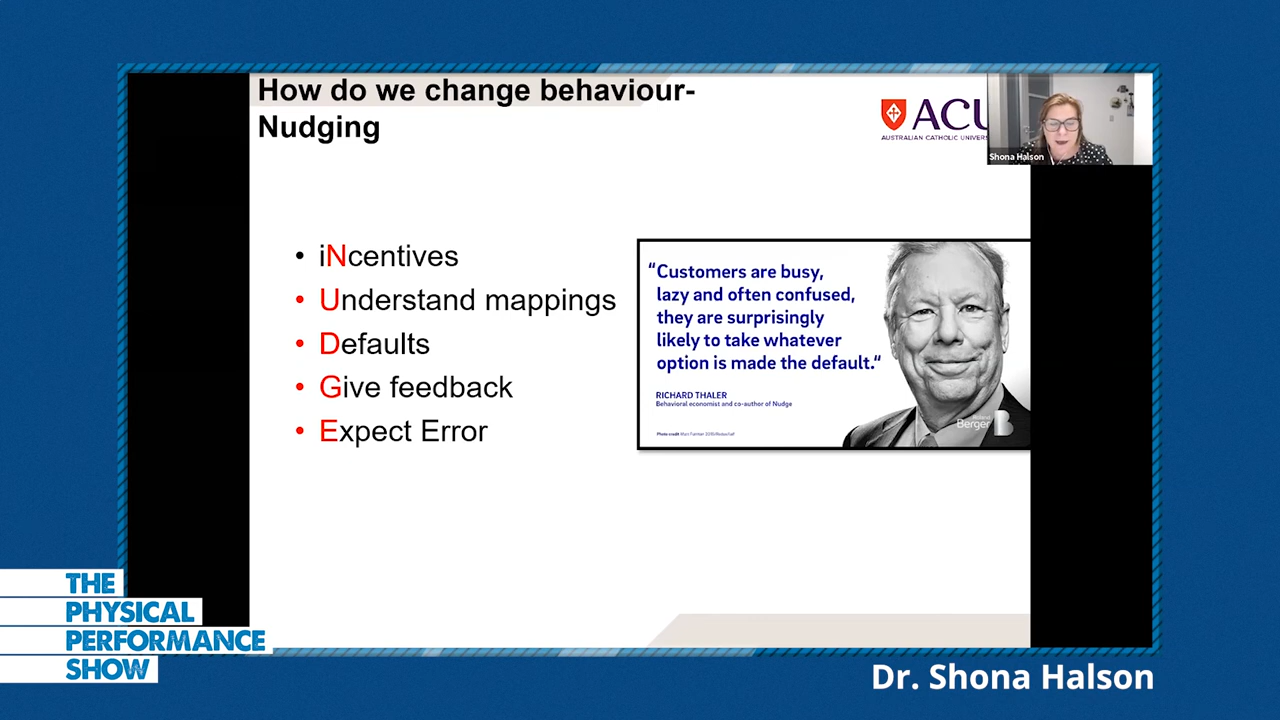 How do we change behaviour-
Nudging
ACU
AUSTRALIAN CATHOLIC UNIVERS
Shona Halson
• iNcentives
• Understand mappings
• Defaults
• Give feedback
• Expect Error
“Customers are busy,
lazy and often confused,
they are surprisingly
likely to take whatever
option is made the default.“
RICHARD THALER
Behavioral economist and co-author of Nudge
Roland
Berger
B
THE
PHYSICAL
PERFORMANCE
SHOW
Dr. Shona Halson